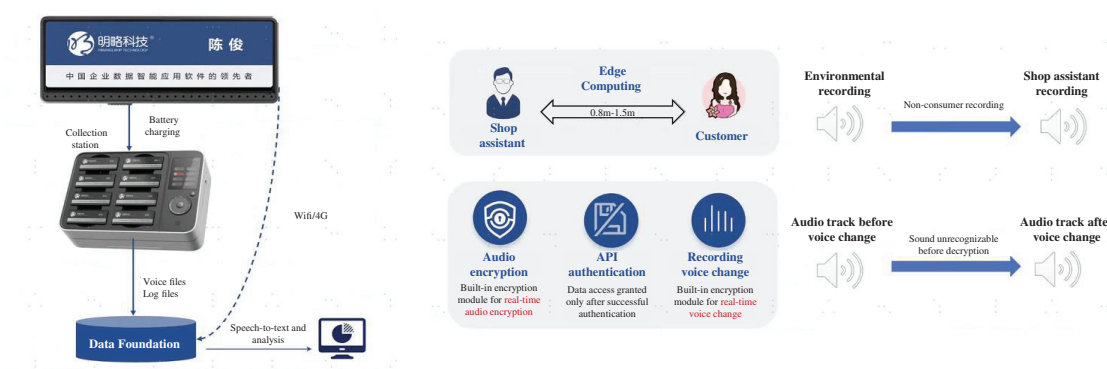 明略科技
MININGLAMP TECHNOLOGY
陈 俊
中国企业数据智能应用软件的领先者
Battery
charging
Collection
station
Wifi/4G
Voice files
Log files
Data Foundation
Speech-to-text and
analysis
Edge
Computing
0.8m-1.5m
Shop
assistant
Customer
Audio
encryption
Built-in encryption
module for real-time
audio encryption
API
authentication
Data access granted
only after successful
authentication
Recording
voice change
Built-in encryption
module for real-time
voice change
Environmental
recording
Non-consumer recording
Shop assistant
recording
Audio track before
voice change
Sound unrecognizable
before decryption
Audio track after
voice change